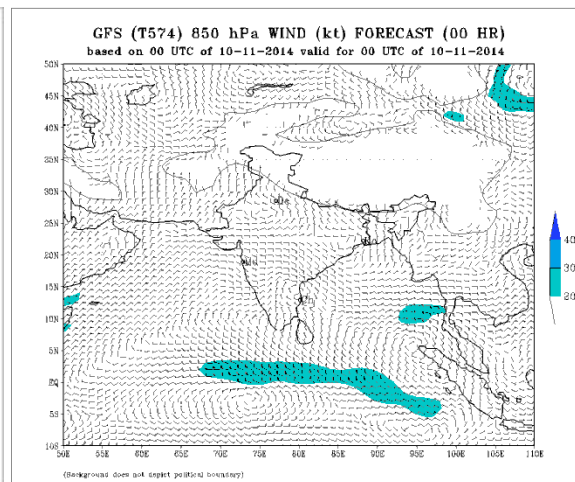 GFS (T574) 850 hPa WIND (kt) FORECAST (00 HR)
based on 00 UTC of 10-11-2014 valid for 00 UTC of 10-11-2014
50N
45N
40N
35N
30N
25N
20N
15N
10N
5N
EQ
5S
10S
50E 55E 60E 65E 70E 75E 80E 85E 90E 95E 100E 105E 110E
40
30
20
(Background does not depict political boundary)